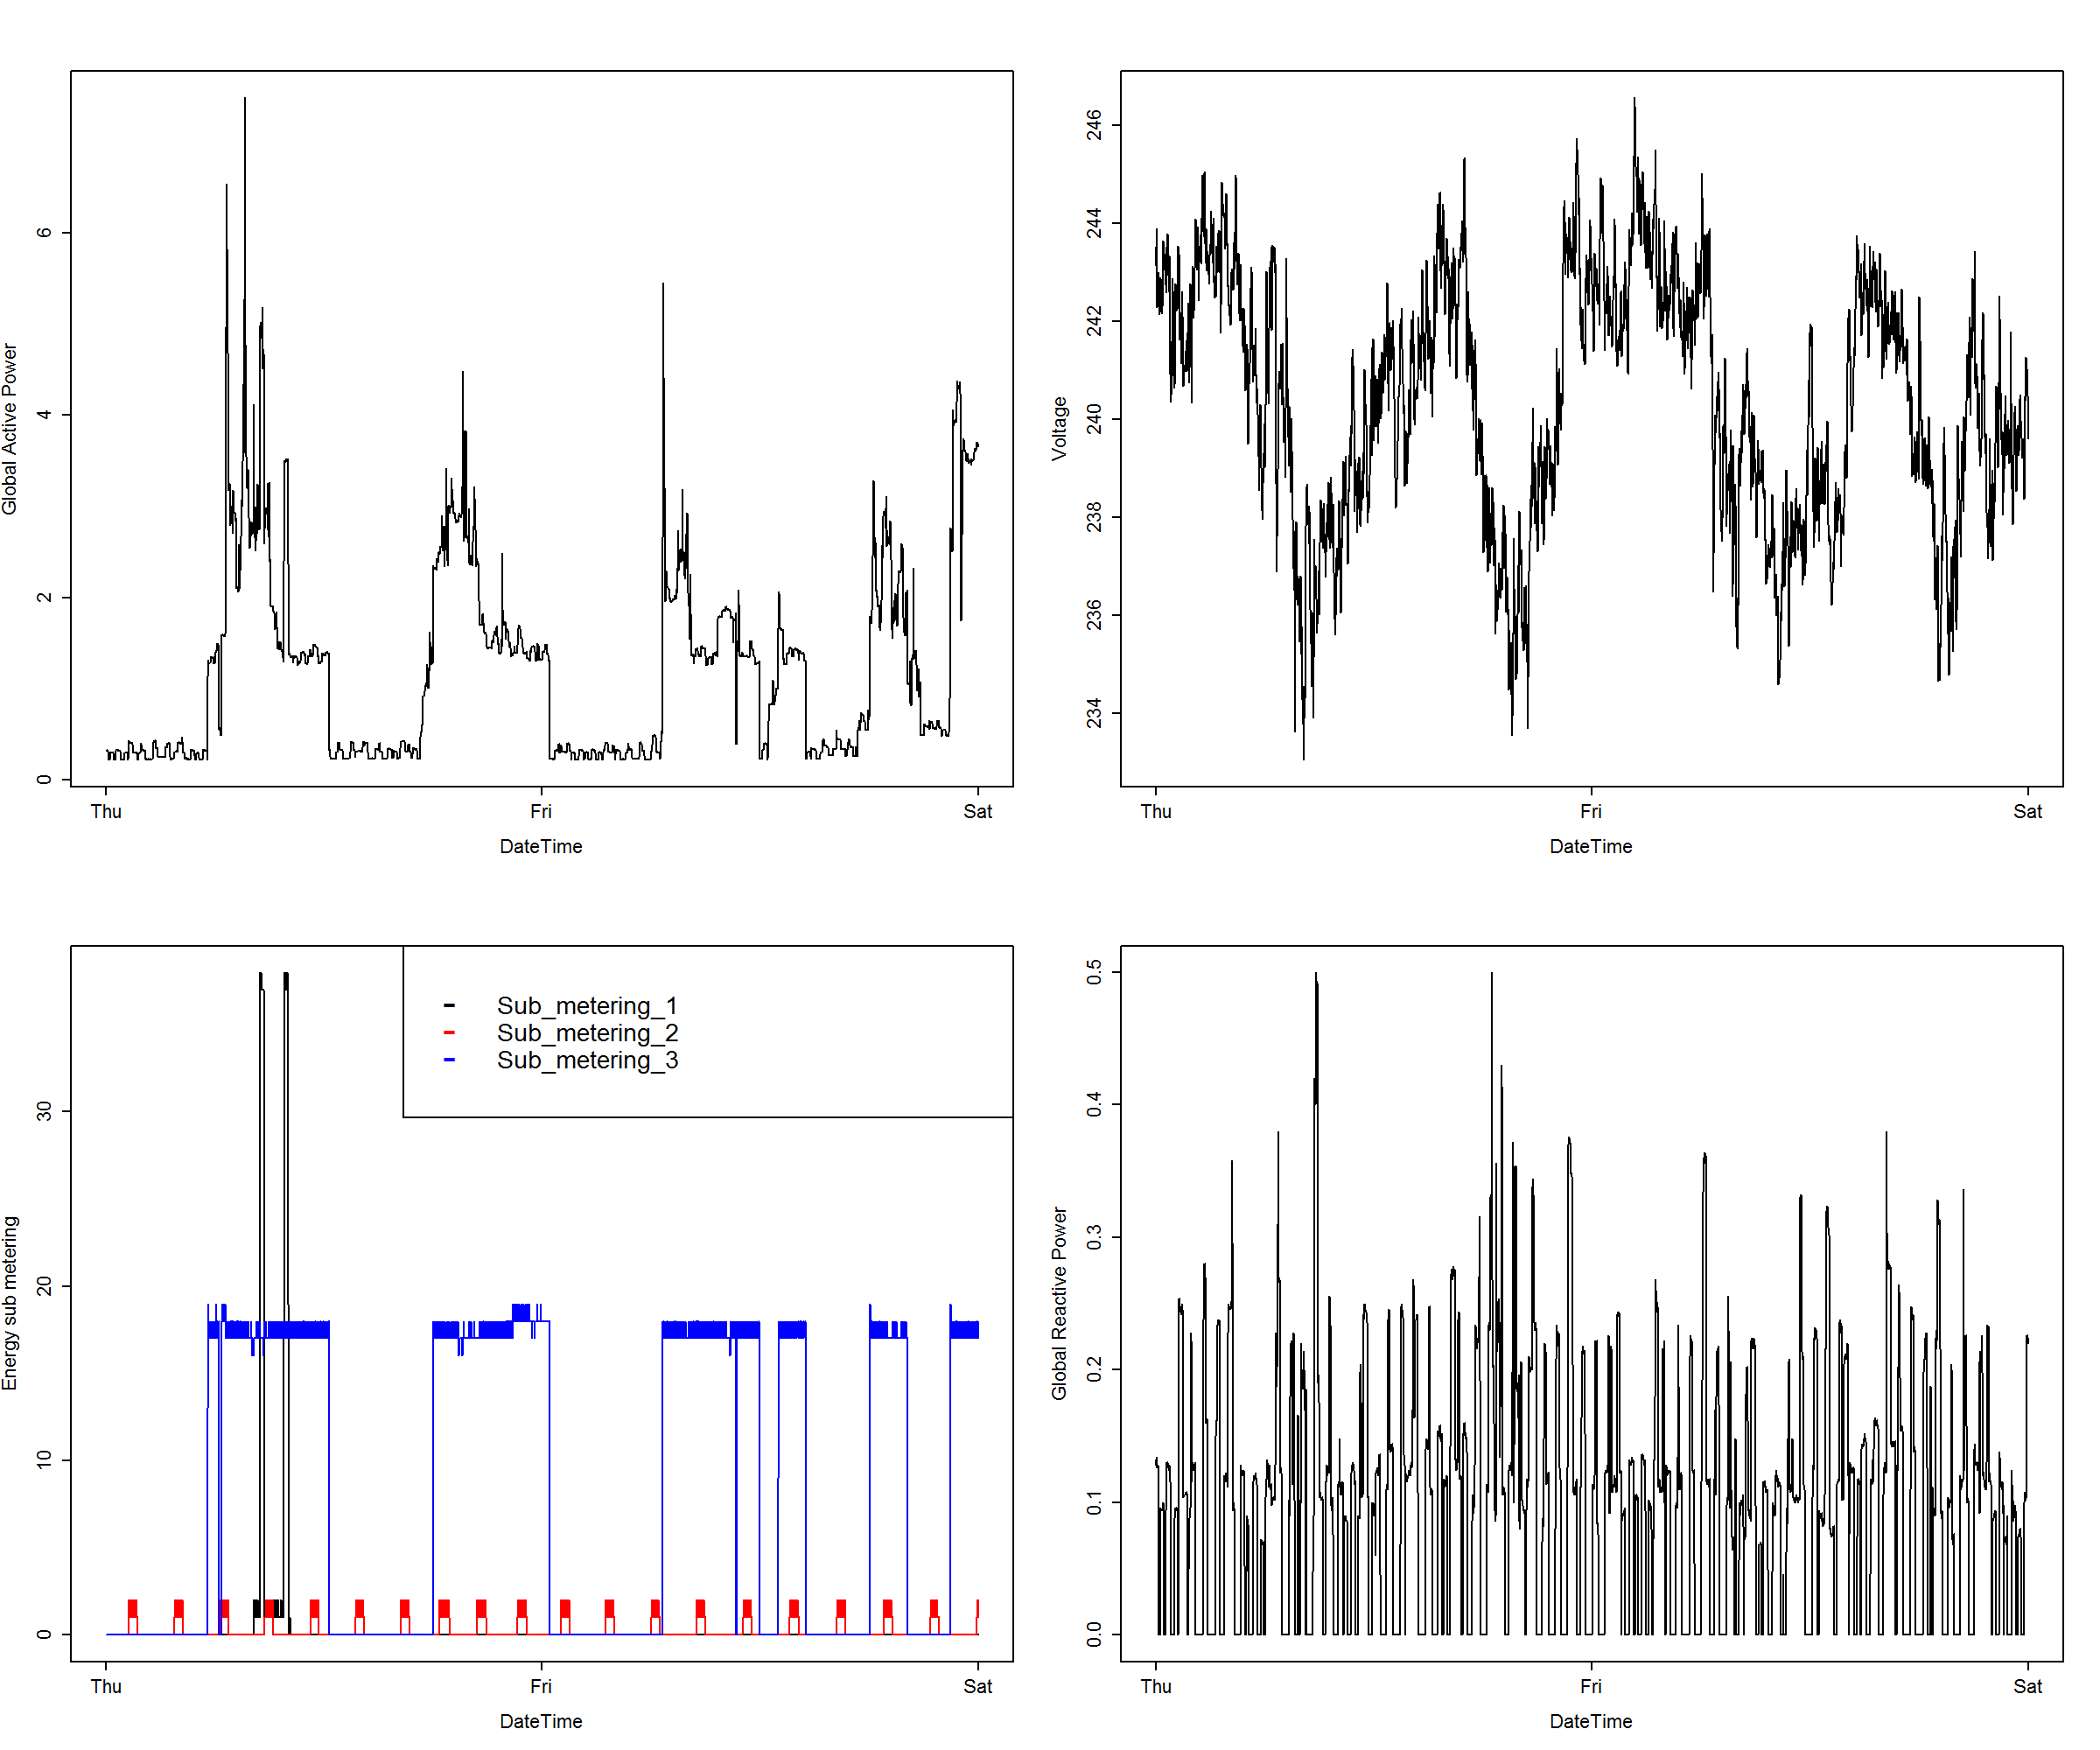 Global Active Power
6
4
2
0
Thu
Fri
Sat
DateTime
Voltage
246
244
242
240
238
236
234
Thu
Fri
Sat
DateTime
Energy sub metering
30
20
10
0
Sub_metering_1
Sub_metering_2
Sub_metering_3
Thu
Fri
Sat
DateTime
Global Reactive Power
0.5
0.4
0.3
0.2
0.1
0.0
Thu
Fri
Sat
DateTime